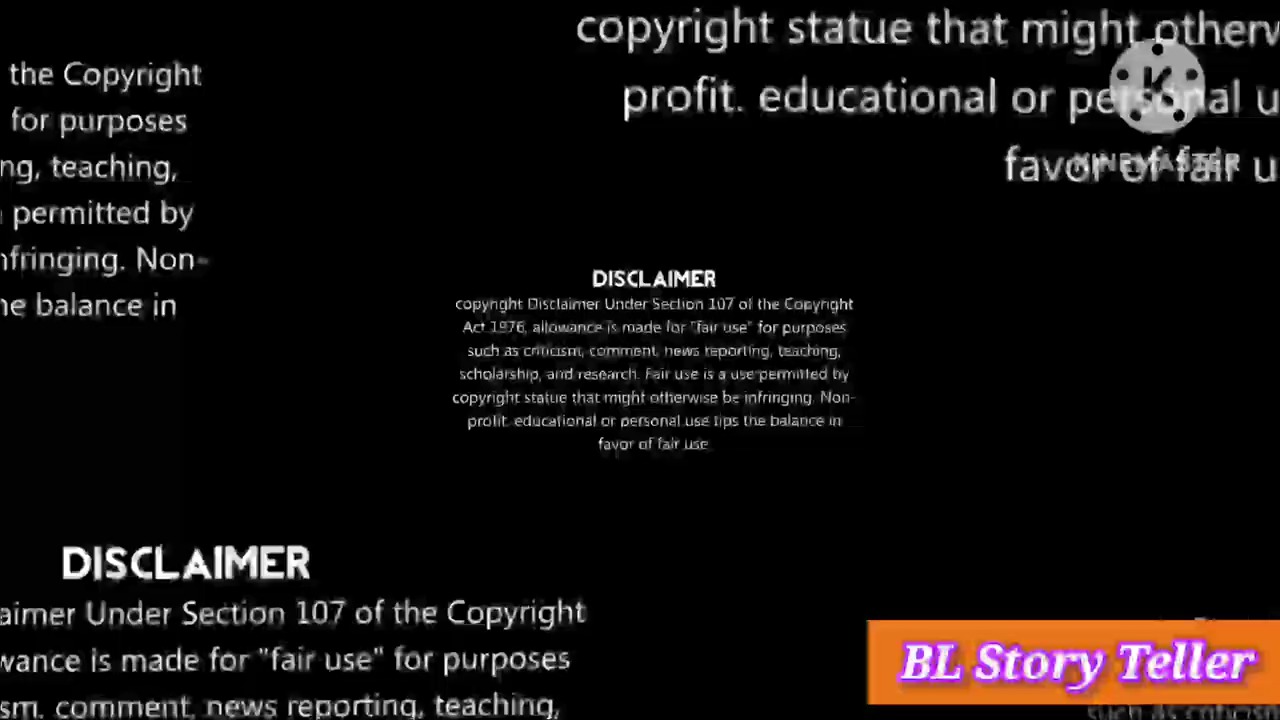 copyright statue that might otherw
profit. educational or personal u
favor of fair u
KINEMASTER
the Copyright
for purposes
ng, teaching,
permitted by
nfringing. Non-
he balance in
DISCLAIMER
copyright Disclaimer Under Section 107 of the Copyright
Act 1976, allowance is made for "fair use" for purposes
such as criticism, comment, news reporting, teaching,
scholarship, and research. Fair use is a use permitted by
copyright statue that might otherwise be infringing. Non-
profit. educational or personal use tips the balance in
favor of fair use
DISCLAIMER
aimer Under Section 107 of the Copyright
wance is made for "fair use" for purposes
sm, comment, news reporting, teaching,
BL Story Teller
such as